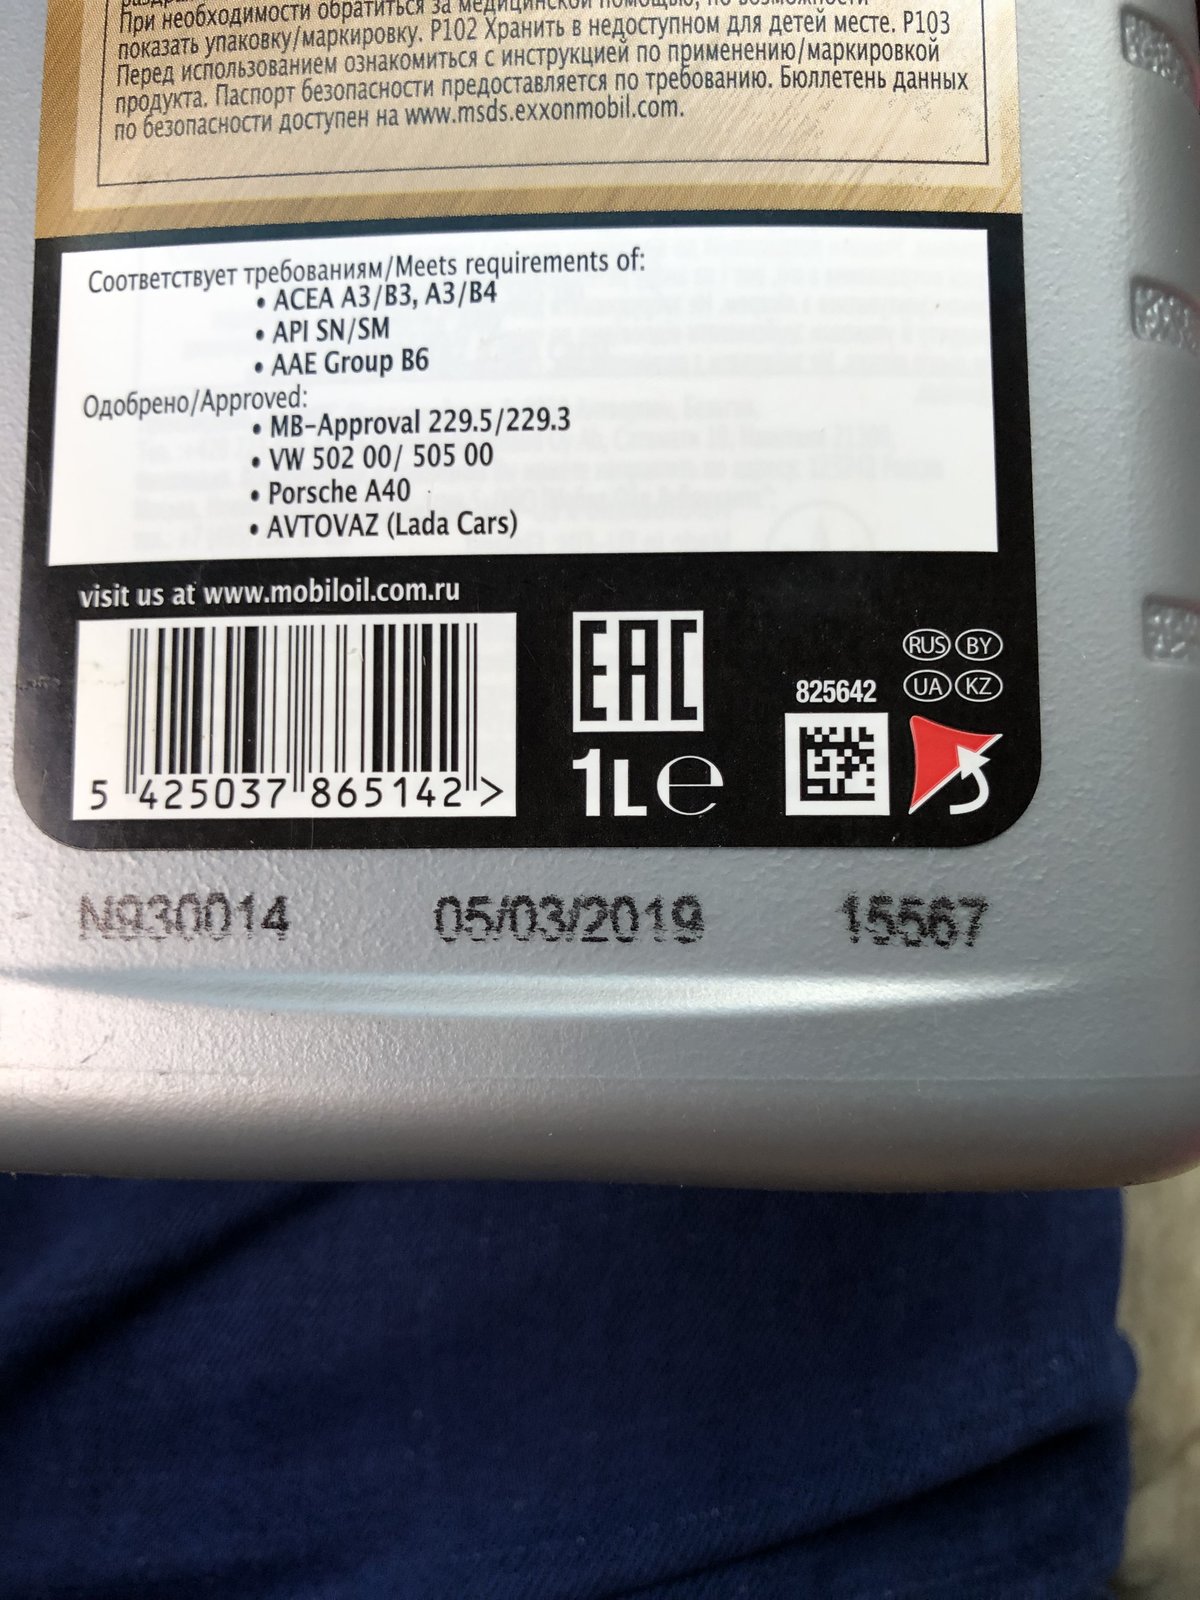 При необходимости обратиться за медицинской помощью, по возможности
показать упаковку/маркировку. P102 Хранить в недоступном для детей месте. P103
Перед использованием ознакомиться с инструкцией по применению/маркировкой
продукта. Паспорт безопасности предоставляется по требованию. Бюллетень данных
по безопасности доступен на www.msds.exxonmobil.com.
Соответствует требованиям/Meets requirements of:
• ACEA A3/B3, A3/B4
• API SN/SM
• AAE Group B6
Одобрено/Approved:
• MB-Approval 229.5/229.3
• VW 502 00/ 505 00
• Porsche A40
• AVTOVAZ (Lada Cars)
visit us at www.mobiloil.com.ru
5 425037 865142 >
EAC
1L e
825642
RUS BY
UA KZ
N930014 05/03/2019 15567